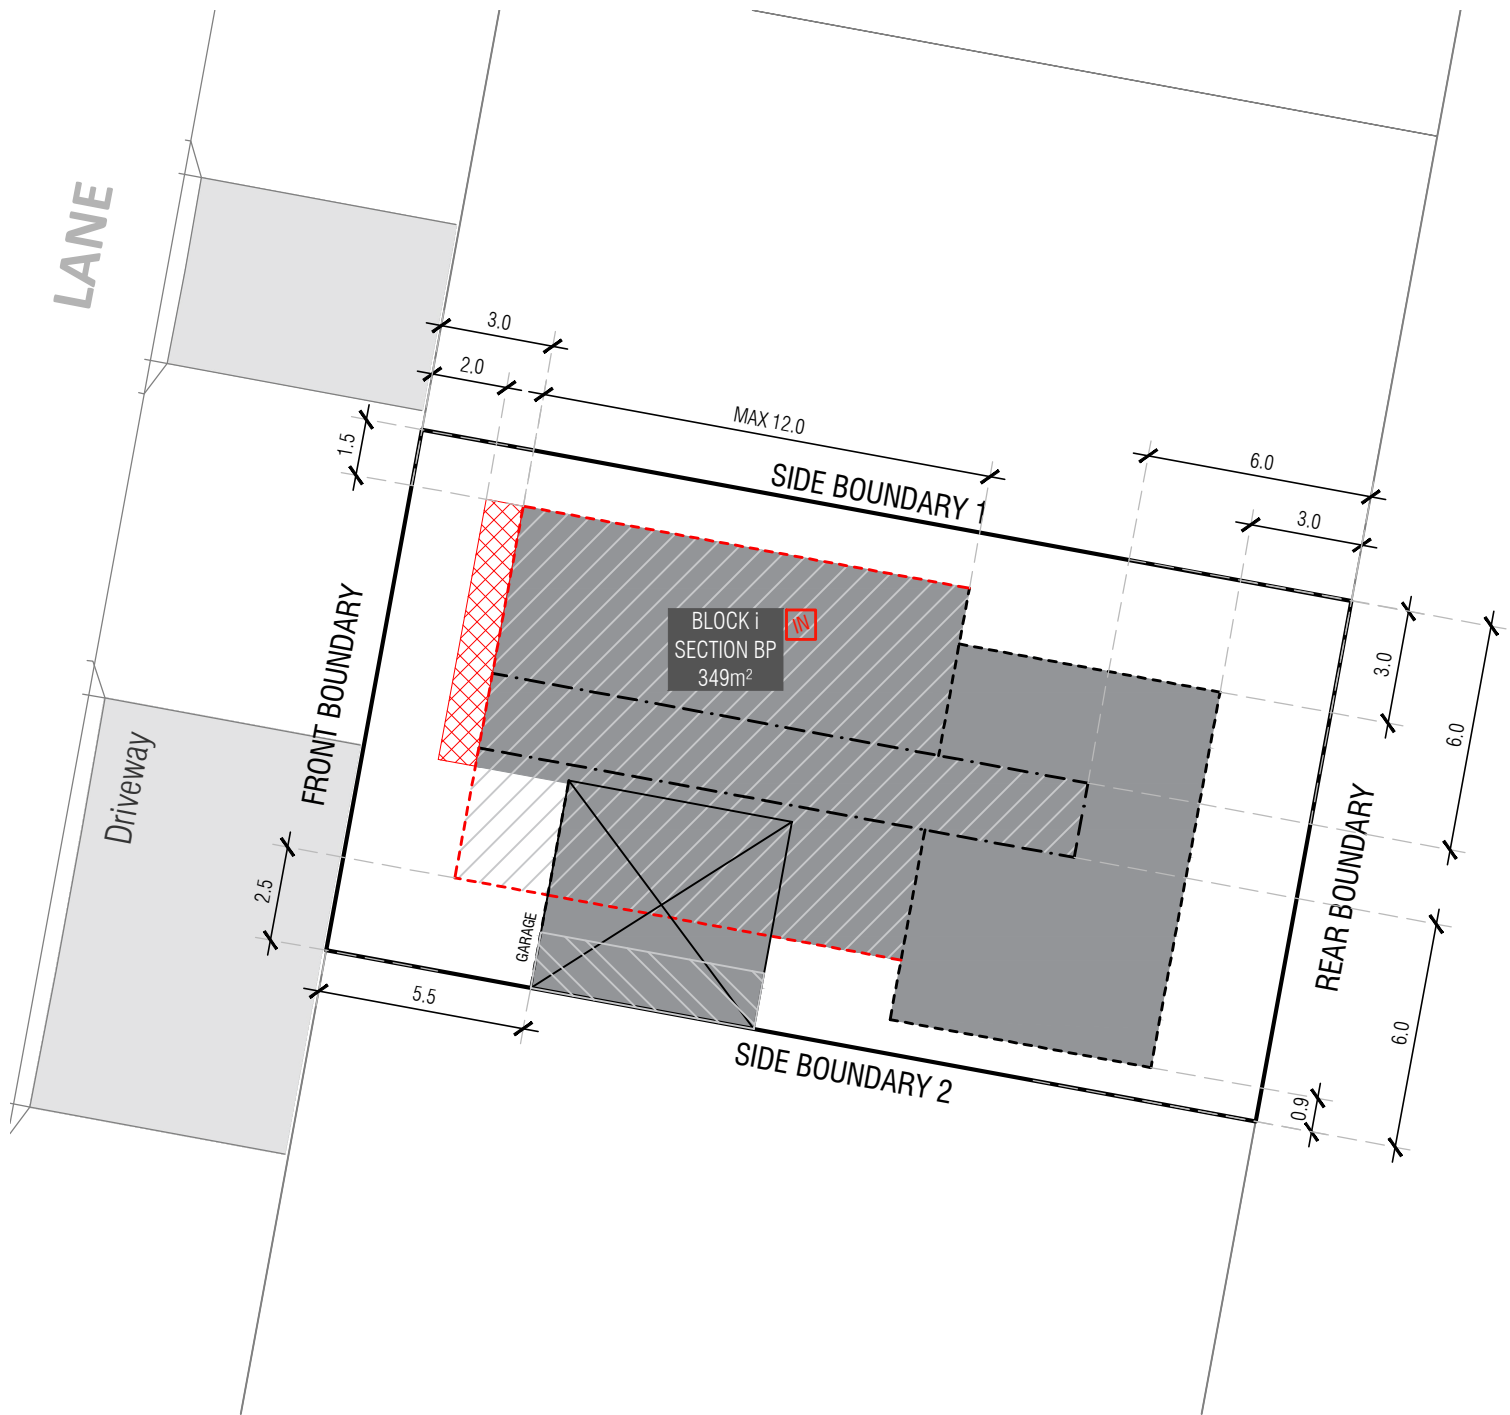 LANE
3.0
2.0
MAX 12.0
1.5
SIDE BOUNDARY 1
6.0
3.0
BLOCK i
SECTION BP
349m²
IN
3.0
6.0
FRONT BOUNDARY
Driveway
2.5
GARAGE
REAR BOUNDARY
5.5
SIDE BOUNDARY 2
6.0
0.9